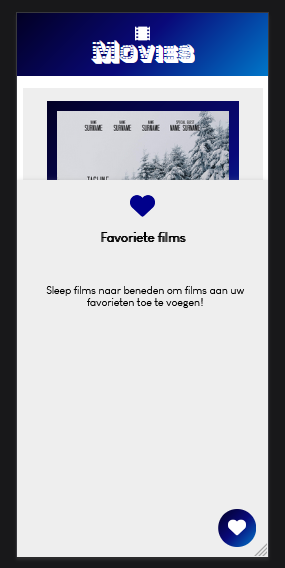 Movies
NAME NAME NAME SPECIAL GUEST
SURNAME SURNAME SURNAME NAME SURNAME
TAGLINE
Favoriete films
Sleep films naar beneden om films aan uw
favorieten toe te voegen!